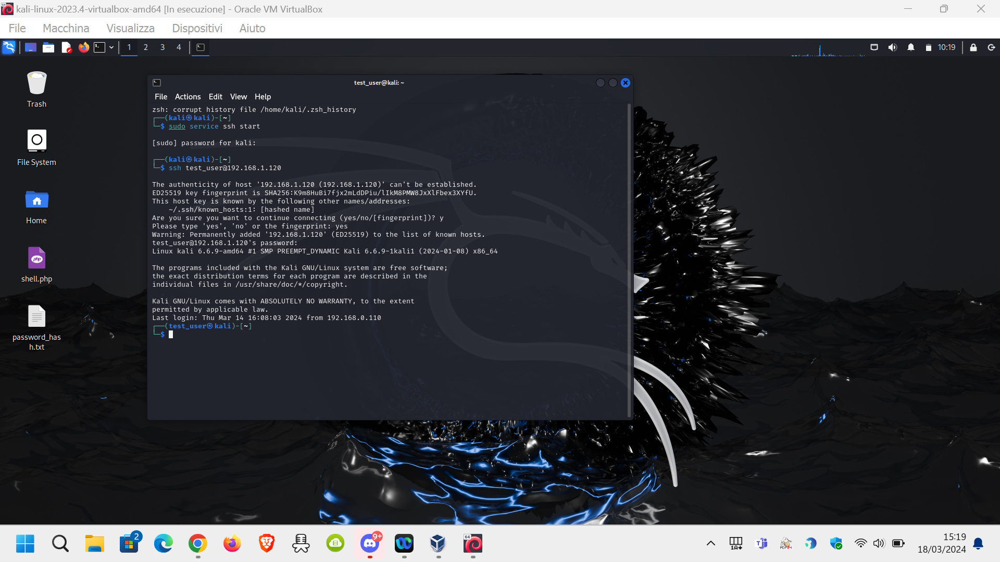 kali-linux-2023.4-virtualbox-amd64 [In esecuzione] - Oracle VM VirtualBox
File Macchina Visualizza Dispositivi Aiuto
1 2 3 4 10:19
Trash
File System
Home
php
shell.php
password_has
h.txt
test_user@kali: ~
File Actions Edit View Help
zsh: corrupt history file /home/kali/.zsh_history
┌──(kali㉿kali)-[~]
└─$ sudo service ssh start
[sudo] password for kali:
┌──(kali㉿kali)-[~]
└─$ ssh test_user@192.168.1.120
The authenticity of host '192.168.1.120 (192.168.1.120)' can't be established.
ED25519 key fingerprint is SHA256:K9m8HuBi7fjx2mLdDPiu/lIkM8PMW8JxXlFbex3XYfU.
This host key is known by the following other names/addresses:
~/.ssh/known_hosts:1: [hashed name]
Are you sure you want to continue connecting (yes/no/[fingerprint])? y
Please type 'yes', 'no' or the fingerprint: yes
Warning: Permanently added '192.168.1.120' (ED25519) to the list of known hosts.
test_user@192.168.1.120's password:
Linux kali 6.6.9-amd64 #1 SMP PREEMPT_DYNAMIC Kali 6.6.9-1kali1 (2024-01-08) x86_64
The programs included with the Kali GNU/Linux system are free software;
the exact distribution terms for each program are described in the
individual files in /usr/share/doc/*/copyright.
Kali GNU/Linux comes with ABSOLUTELY NO WARRANTY, to the extent
permitted by applicable law.
Last login: Thu Mar 14 16:08:03 2024 from 192.168.0.110
┌──(test_user㉿kali)-[~]
└─$
2
9+
64
15:19
18/03/2024